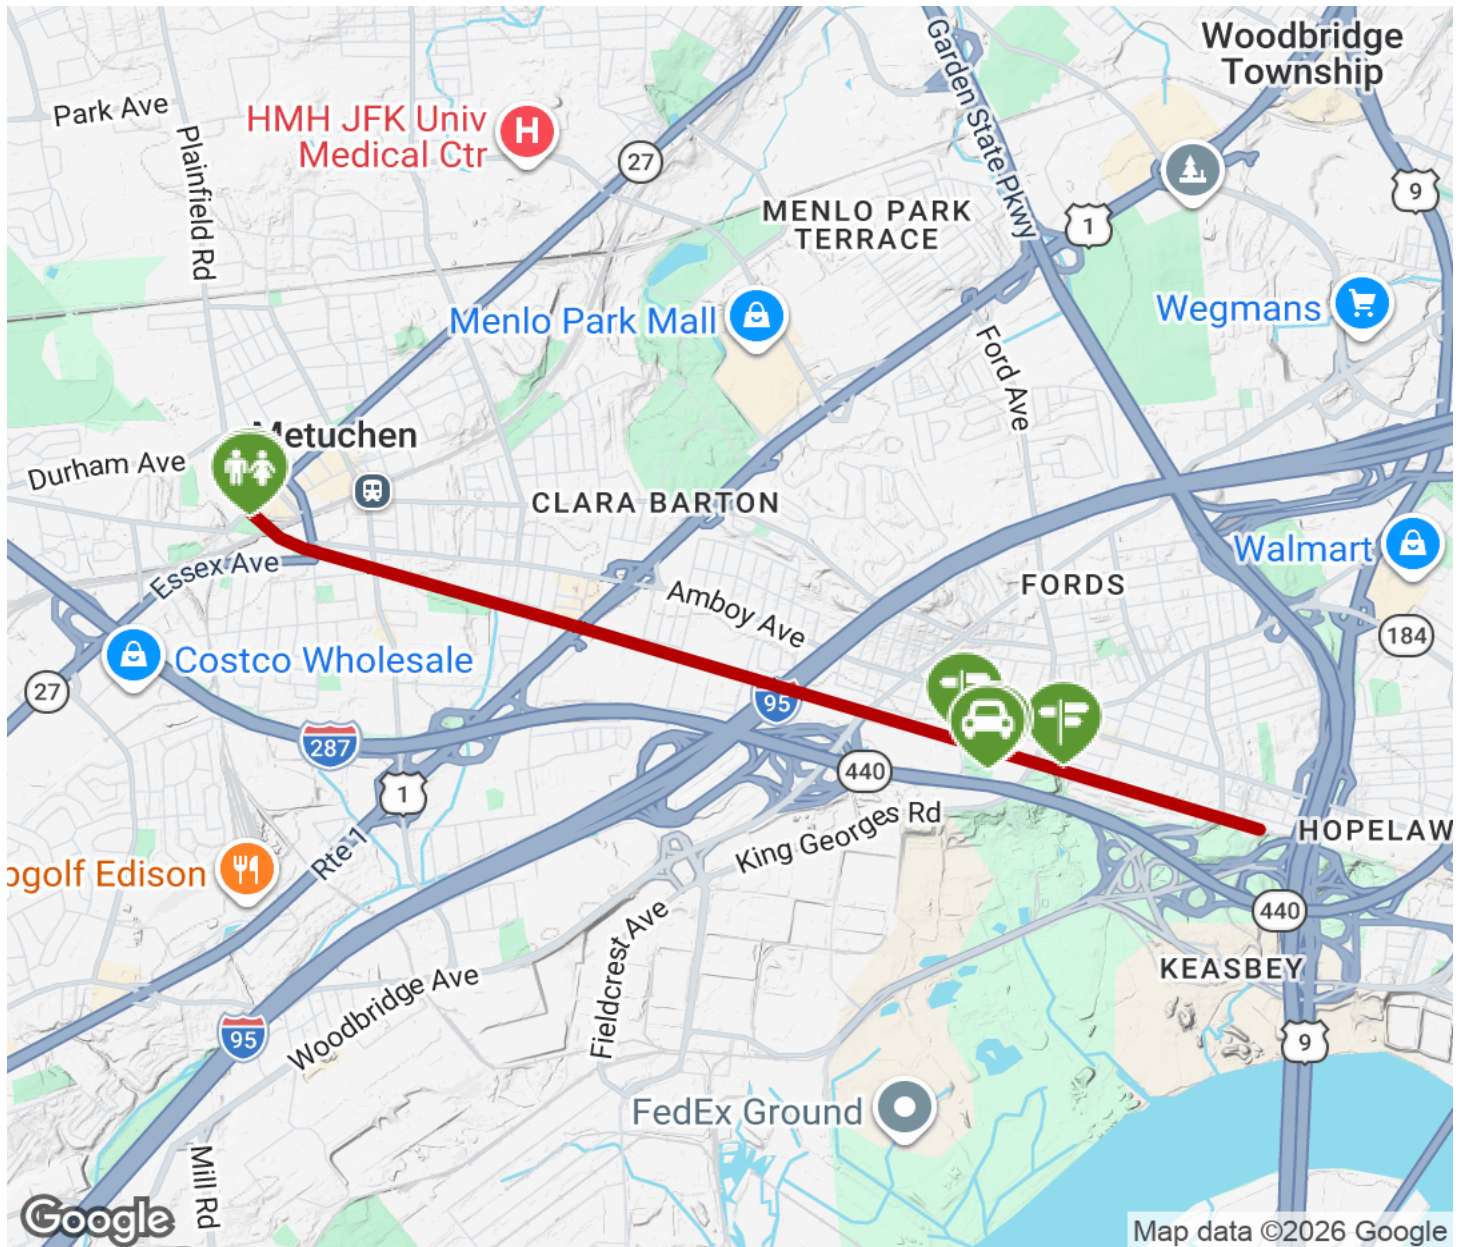 Woodbridge
Township
Park Ave
Plainfield Rd
HMH JFK Univ
Medical Ctr
H
27
Garden State Pkwy
9
1
MENLO PARK
TERRACE
Menlo Park Mall
Wegmans
Ford Ave
Metuchen
Durham Ave
CLARA BARTON
Walmart
Essex Ave
Amboy Ave
FORDS
184
Costco Wholesale
27
95
287
440
1
King Georges Rd
HOPELAW
Rte 1
ogolf Edison
440
Fieldcrest Ave
KEASBEY
Woodbridge Ave
95
9
FedEx Ground
Mill Rd
Google
Map data ©2026 Google